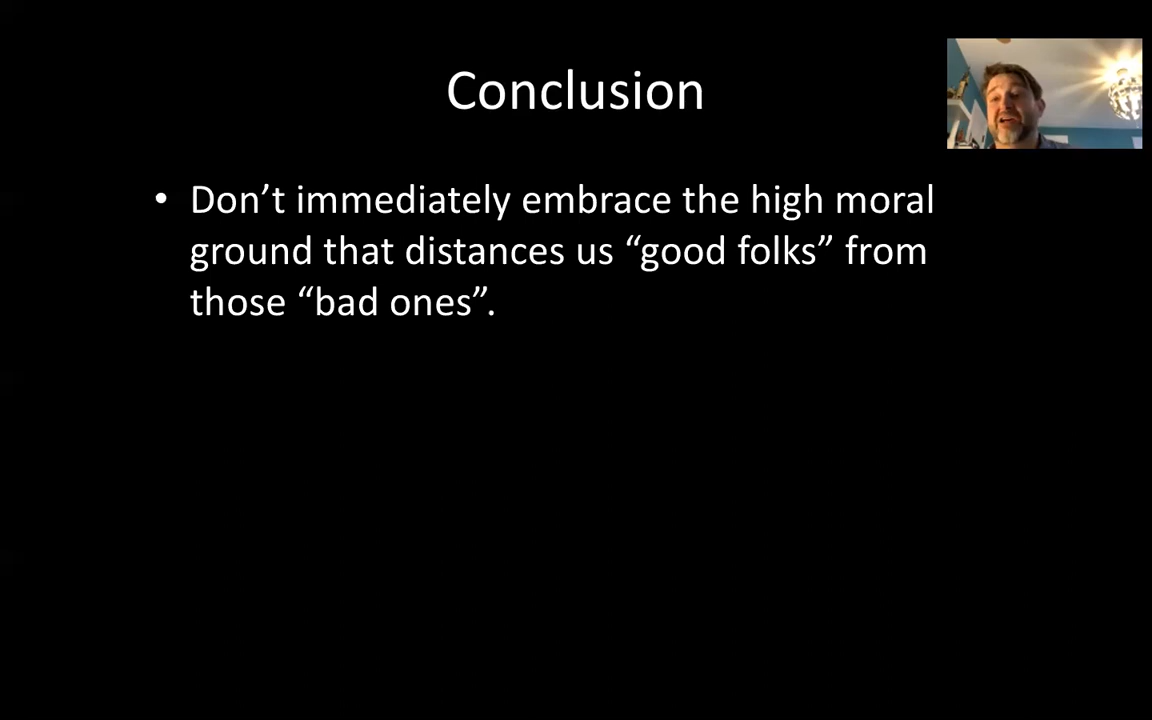 Conclusion
• Don’t immediately embrace the high moral
ground that distances us “good folks” from
those “bad ones”.